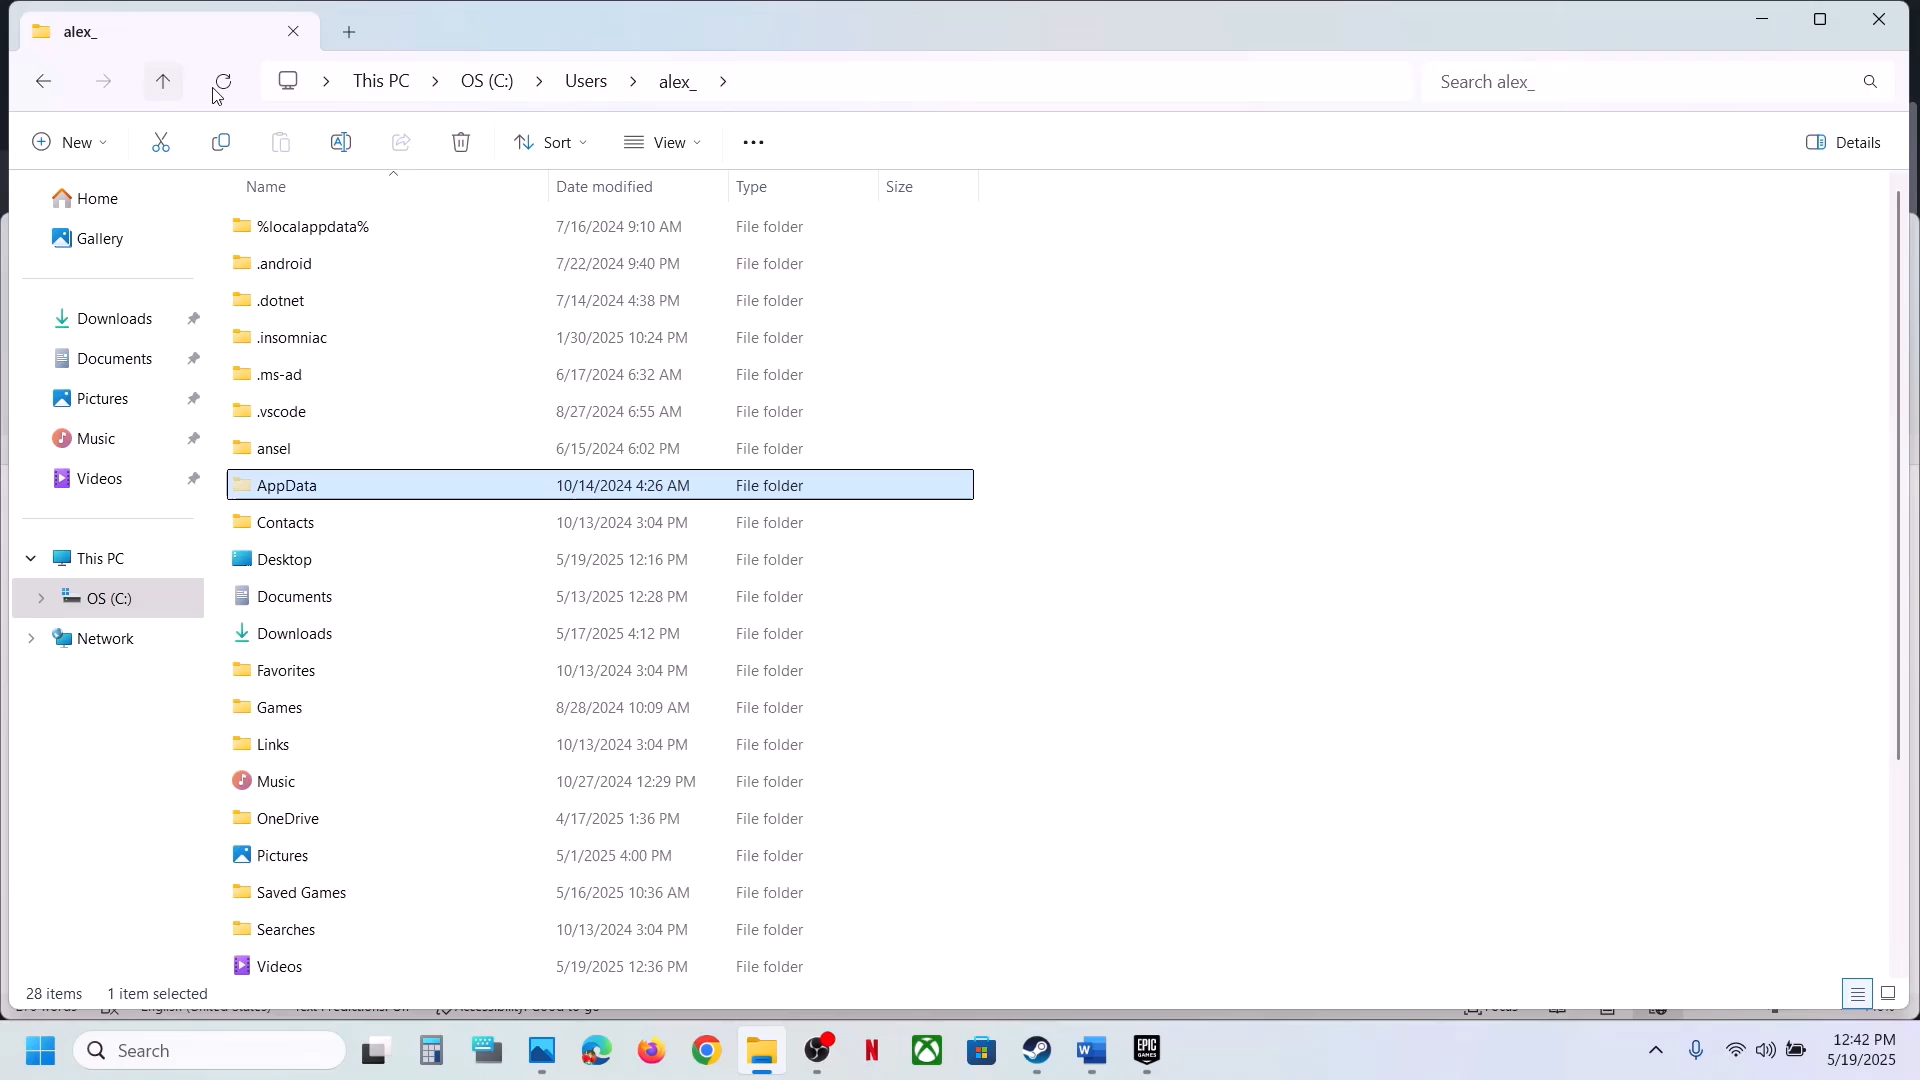 alex_
This PC
OS (C:)
Users
alex_
Search alex_
New
Sort
View
Details
Name
Date modified
Type
Size
Home
Gallery
Downloads
Documents
Pictures
Music
Videos
This PC
OS (C:)
Network
%localappdata% 7/16/2024 9:10 AM File folder
.android 7/22/2024 9:40 PM File folder
.dotnet 7/14/2024 4:38 PM File folder
.insomniac 1/30/2025 10:24 PM File folder
.ms-ad 6/17/2024 6:32 AM File folder
.vscode 8/27/2024 6:55 AM File folder
ansel 6/15/2024 6:02 PM File folder
AppData 10/14/2024 4:26 AM File folder
Contacts 10/13/2024 3:04 PM File folder
Desktop 5/19/2025 12:16 PM File folder
Documents 5/13/2025 12:28 PM File folder
Downloads 5/17/2025 4:12 PM File folder
Favorites 10/13/2024 3:04 PM File folder
Games 8/28/2024 10:09 AM File folder
Links 10/13/2024 3:04 PM File folder
Music 10/27/2024 12:29 PM File folder
OneDrive 4/17/2025 1:36 PM File folder
Pictures 5/1/2025 4:00 PM File folder
Saved Games 5/16/2025 10:36 AM File folder
Searches 10/13/2024 3:04 PM File folder
Videos 5/19/2025 12:36 PM File folder
28 items 1 item selected
Search
EPIC GAMES
12:42 PM
5/19/2025